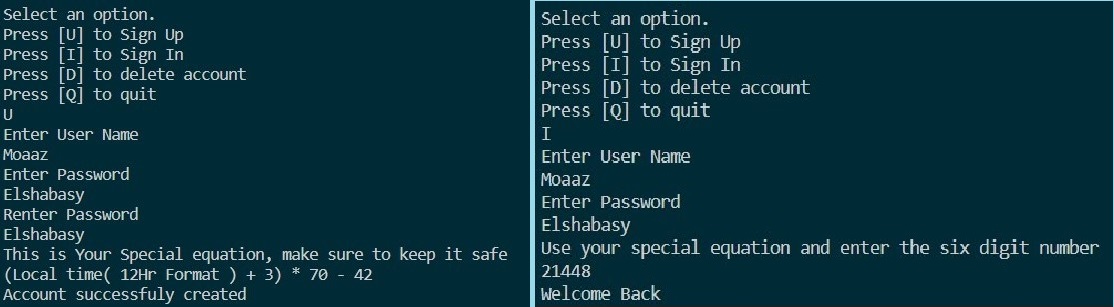 Select an option.
Press [U] to Sign Up
Press [I] to Sign In
Press [D] to delete account
Press [Q] to quit
U
Enter User Name
Moaaz
Enter Password
Elshabasy
Renter Password
Elshabasy
This is Your Special equation, make sure to keep it safe
(Local time( 12Hr Format ) + 3) * 70 - 42
Account successfuly created
Select an option.
Press [U] to Sign Up
Press [I] to Sign In
Press [D] to delete account
Press [Q] to quit
I
Enter User Name
Moaaz
Enter Password
Elshabasy
Use your special equation and enter the six digit number
21448
Welcome Back